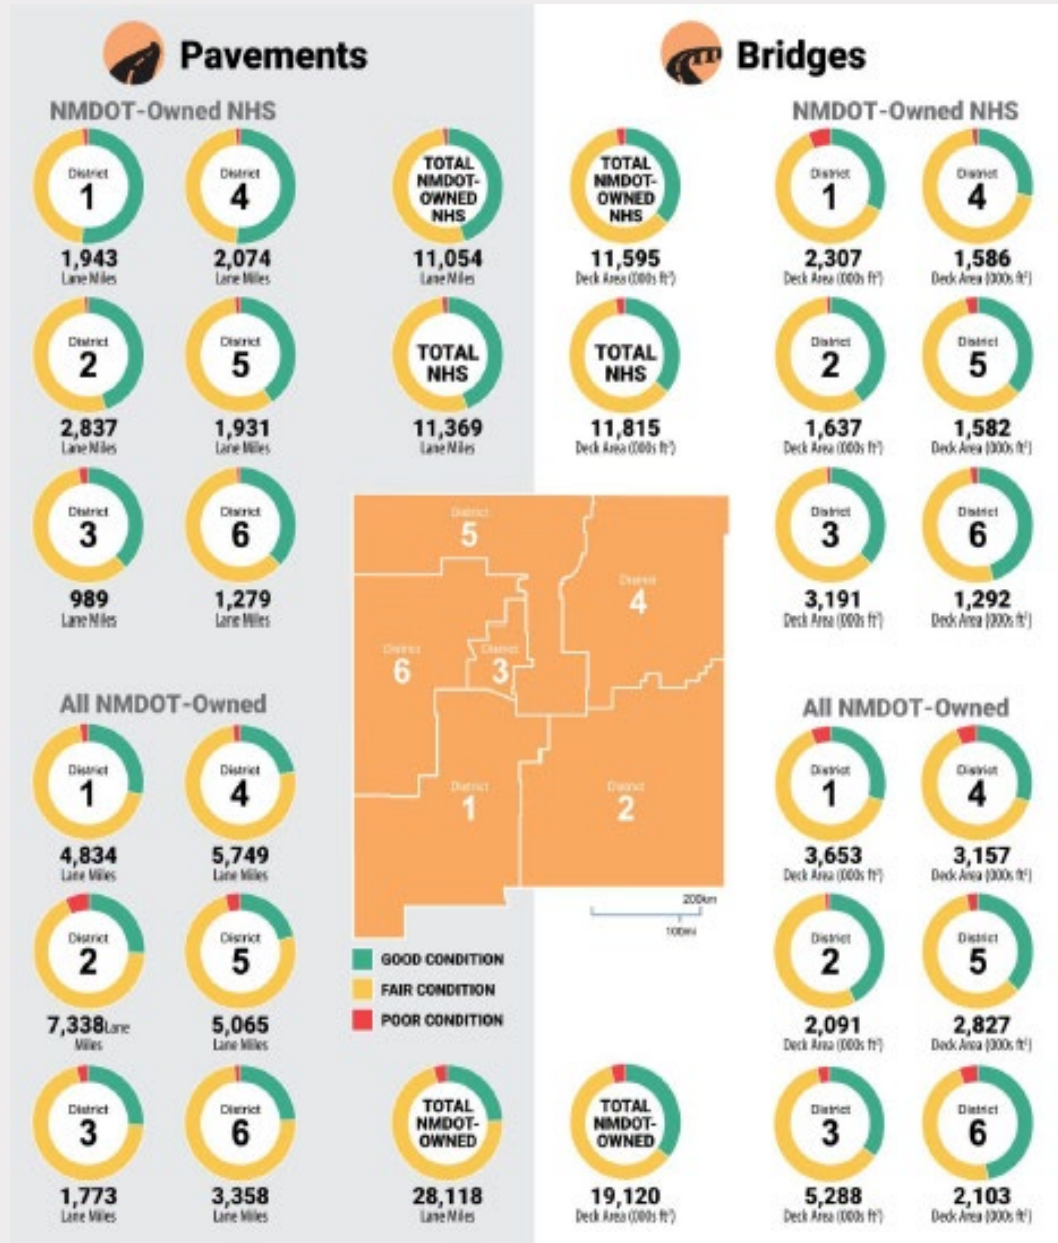 Pavements
NMDOT-Owned NHS
District
1
1,943
Lane Miles
District
4
2,074
Lane Miles
District
2
2,837
Lane Miles
District
5
1,931
Lane Miles
District
3
989
Lane Miles
District
6
1,279
Lane Miles
TOTAL
NMDOT-
OWNED
NHS
11,054
Lane Miles
TOTAL
NHS
11,369
Lane Miles
All NMDOT-Owned
District
1
4,834
Lane Miles
District
4
5,749
Lane Miles
District
2
7,338 Lane
Miles
District
5
5,065
Lane Miles
District
3
1,773
Lane Miles
District
6
3,358
Lane Miles
TOTAL
NMDOT-
OWNED
28,118
Lane Miles
Bridges
NMDOT-Owned NHS
TOTAL
NMDOT-
OWNED
NHS
11,595
Deck Area (000s ft²)
TOTAL
NHS
11,815
Deck Area (000s ft²)
District
1
2,307
Deck Area (000s ft²)
District
4
1,586
Deck Area (000s ft²)
District
2
1,637
Deck Area (000s ft²)
District
5
1,582
Deck Area (000s ft²)
District
3
3,191
Deck Area (000s ft²)
District
6
1,292
Deck Area (000s ft²)
All NMDOT-Owned
District
1
3,653
Deck Area (000s ft²)
District
4
3,157
Deck Area (000s ft²)
District
2
2,091
Deck Area (000s ft²)
District
5
2,827
Deck Area (000s ft²)
District
3
5,288
Deck Area (000s ft²)
District
6
2,103
Deck Area (000s ft²)
TOTAL
NMDOT-
OWNED
19,120
Deck Area (000s ft²)
District
5
District
4
District
6
District
3
District
1
District
2
200km
100mi
GOOD CONDITION
FAIR CONDITION
POOR CONDITION